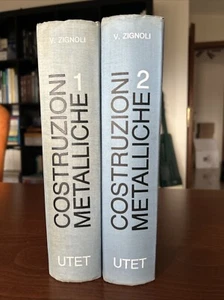 V. ZIGNOLI
COSTRUZIONI
METALLICHE 1
UTET
V. ZIGNOLI
COSTRUZIONI
METALLICHE 2
UTET